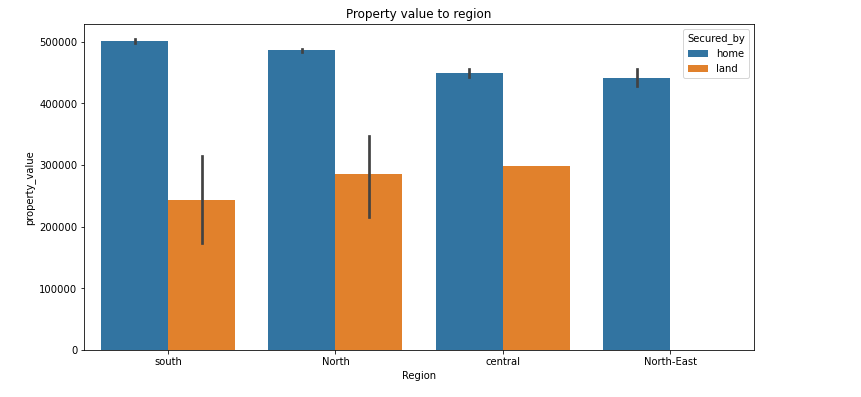 Property value to region
Secured_by
home
land
500000
400000
300000
200000
100000
0
property_value
south North central North-East
Region